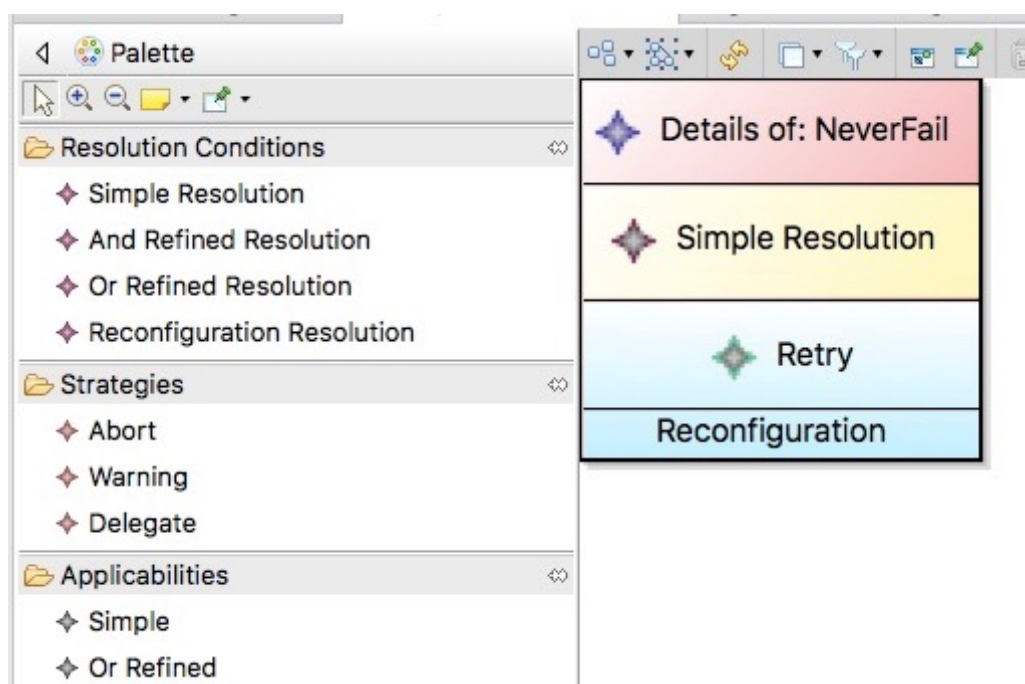 Palette
Resolution Conditions
Simple Resolution
And Refined Resolution
Or Refined Resolution
Reconfiguration Resolution
Strategies
Abort
Warning
Delegate
Applicabilities
Simple
Or Refined
Details of: NeverFail
Simple Resolution
Retry
Reconfiguration